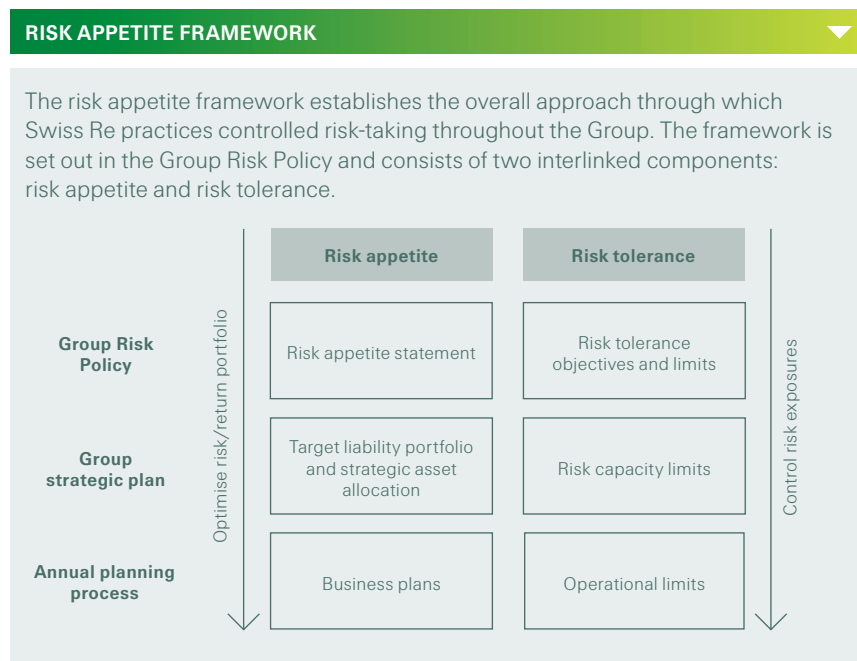 RISK APPETITE FRAMEWORK
The risk appetite framework establishes the overall approach through which
Swiss Re practices controlled risk-taking throughout the Group. The framework is
set out in the Group Risk Policy and consists of two interlinked components:
risk appetite and risk tolerance.
Risk appetite
Risk tolerance
Optimise risk/return portfolio
Control risk exposures
Group Risk
Policy
Risk appetite statement
Risk tolerance
objectives and limits
Group
strategic plan
Target liability portfolio
and strategic asset
allocation
Risk capacity limits
Annual planning
process
Business plans
Operational limits